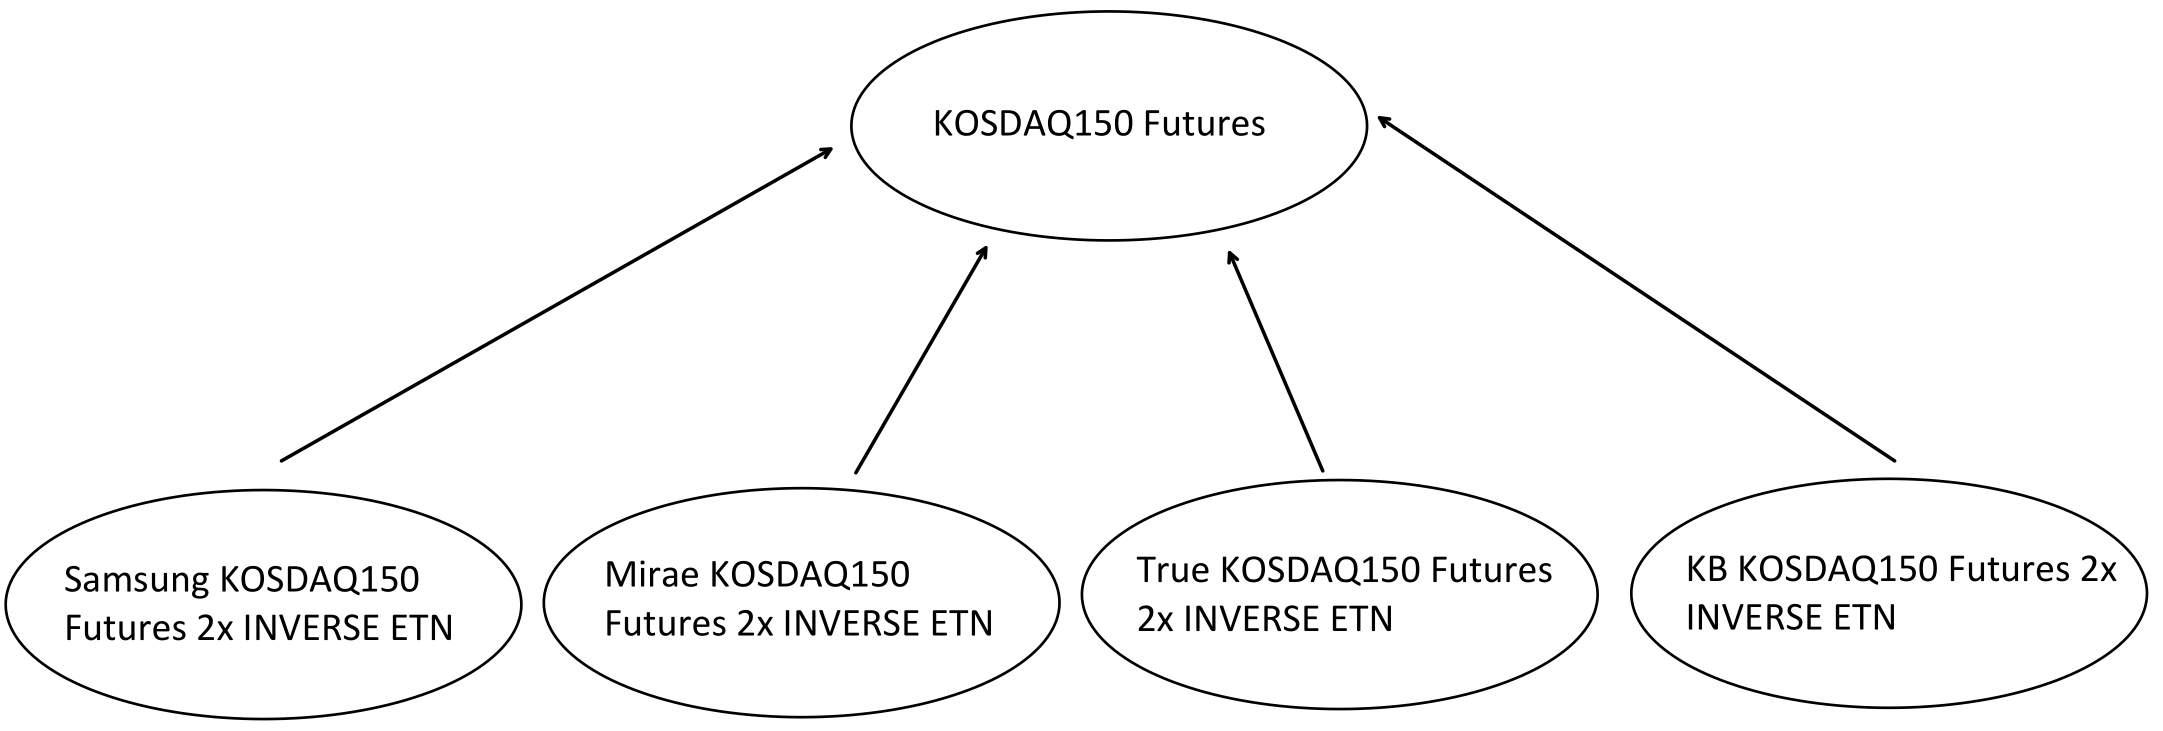 KOSDAQ150 Futures
Samsung KOSDAQ150
Futures 2x INVERSE ETN
Mirae KOSDAQ150
Futures 2x INVERSE ETN
True KOSDAQ150 Futures
2x INVERSE ETN
KB KOSDAQ150 Futures 2x
INVERSE ETN